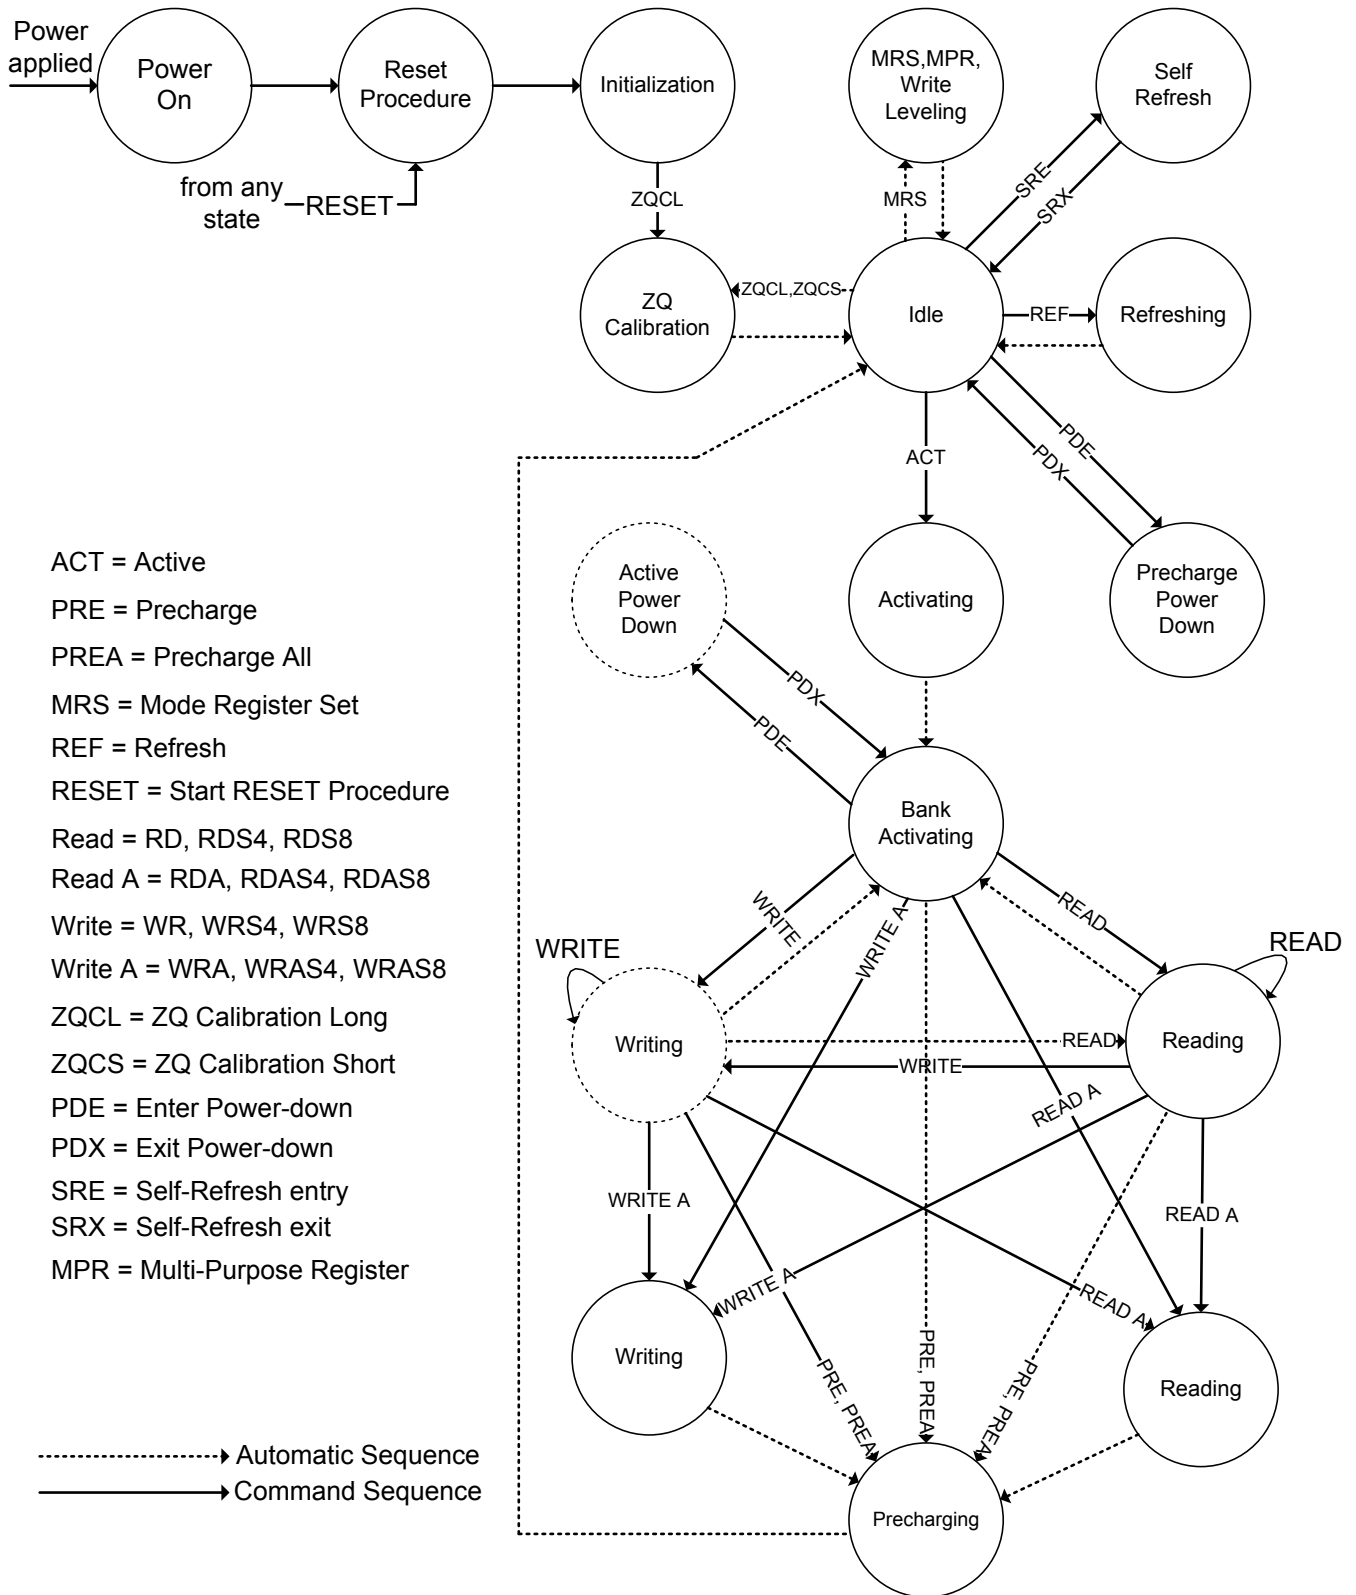 Power
applied
Power
On
Reset
Procedure
Initialization
MRS,MPR,
Write
Leveling
Self
Refresh
from any
state
RESET
ZQCL
MRS
SRE
SRX
ZQ
Calibration
ZQCL,ZQCS
Idle
REF
Refreshing
ACT
PDE
PDX
Active
Power
Down
Activating
Precharge
Power
Down
PDX
PDE
Bank
Activating
WRITE
WRITE A
READ
WRITE
READ
Writing
READ
Reading
WRITE
READ A
WRITE A
READ A
WRITE A
READ A
Writing
PRE, PREA
PRE, PREA
PRE, PREA
Reading
Precharging
ACT = Active
PRE = Precharge
PREA = Precharge All
MRS = Mode Register Set
REF = Refresh
RESET = Start RESET Procedure
Read = RD, RDS4, RDS8
Read A = RDA, RDAS4, RDAS8
Write = WR, WRS4, WRS8
Write A = WRA, WRAS4, WRAS8
ZQCL = ZQ Calibration Long
ZQCS = ZQ Calibration Short
PDE = Enter Power-down
PDX = Exit Power-down
SRE = Self-Refresh entry
SRX = Self-Refresh exit
MPR = Multi-Purpose Register
Automatic Sequence
Command Sequence